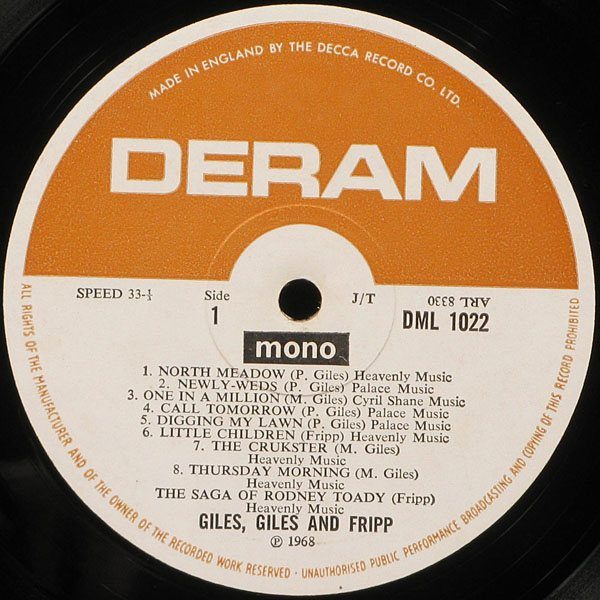 MADE IN ENGLAND BY THE DECCA RECORD CO. LTD.
DERAM
SPEED 33-⅓ Side J/T ARL 8330
1 DML 1022
mono
1. NORTH MEADOW (P. Giles) Heavenly Music
2. NEWLY-WEDS (P. Giles) Palace Music
3. ONE IN A MILLION (M. Giles) Cyril Shane Music
4. CALL TOMORROW (P. Giles) Palace Music
5. DIGGING MY LAWN (P. Giles) Palace Music
6. LITTLE CHILDREN (Fripp) Heavenly Music
7. THE CRUKSTER (M. Giles)
Heavenly Music
8. THURSDAY MORNING (M. Giles)
Heavenly Music
THE SAGA OF RODNEY TOADY (Fripp)
Heavenly Music
GILES, GILES AND FRIPP
℗ 1968
ALL RIGHTS OF THE MANUFACTURER AND OF THE OWNER OF THE RECORDED WORK RESERVED · UNAUTHORISED PUBLIC PERFORMANCE BROADCASTING AND COPYING OF THIS RECORD PROHIBITED